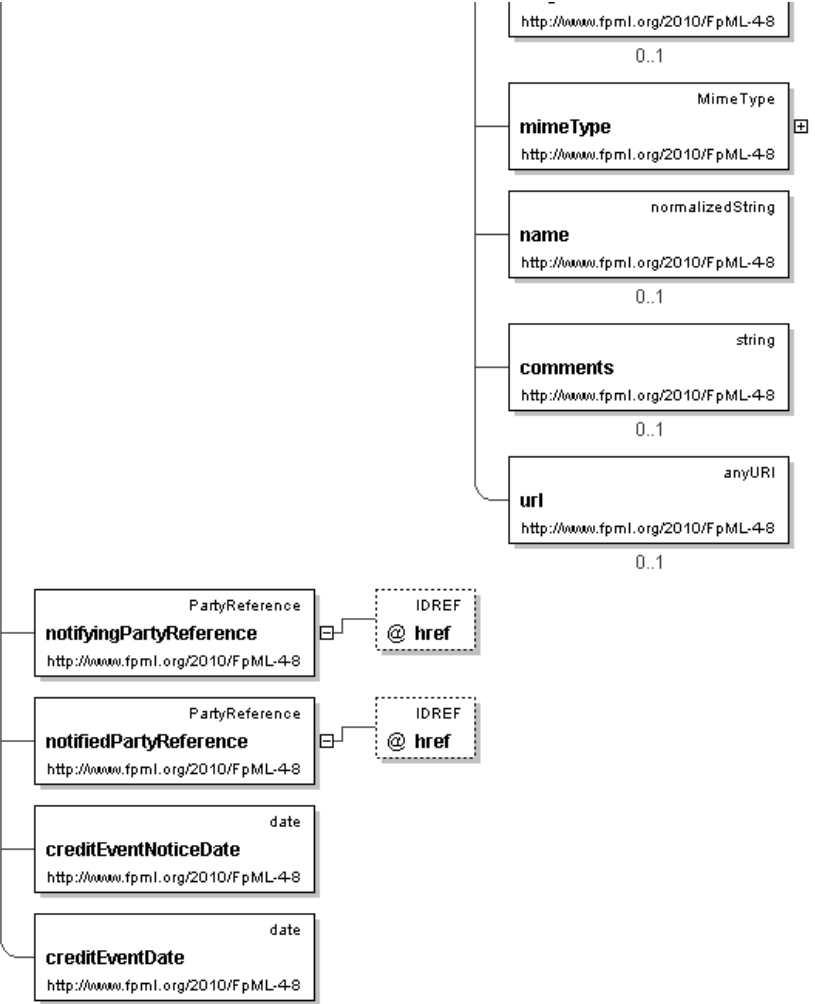 http://www.fpml.org/2010/FpML-4-8
0..1
MimeType
mimeType
http://www.fpml.org/2010/FpML-4-8
normalizedString
name
http://www.fpml.org/2010/FpML-4-8
0..1
string
comments
http://www.fpml.org/2010/FpML-4-8
0..1
anyURI
url
http://www.fpml.org/2010/FpML-4-8
0..1
PartyReference
notifyingPartyReference
http://www.fpml.org/2010/FpML-4-8
IDREF
@ href
PartyReference
notifiedPartyReference
http://www.fpml.org/2010/FpML-4-8
IDREF
@ href
date
creditEventNoticeDate
http://www.fpml.org/2010/FpML-4-8
date
creditEventDate
http://www.fpml.org/2010/FpML-4-8